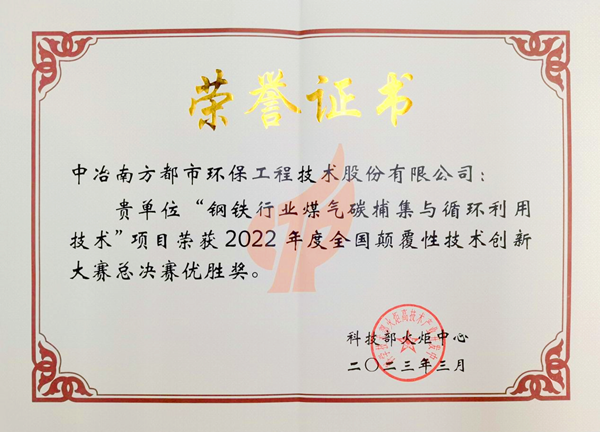 荣誉证书
中冶南方都市环保工程技术股份有限公司：
贵单位“钢铁行业煤气碳捕集与循环利用
技术”项目荣获2022年度全国颠覆性技术创新
大赛总决赛优胜奖。
科技部火炬中心
二〇二三年三月